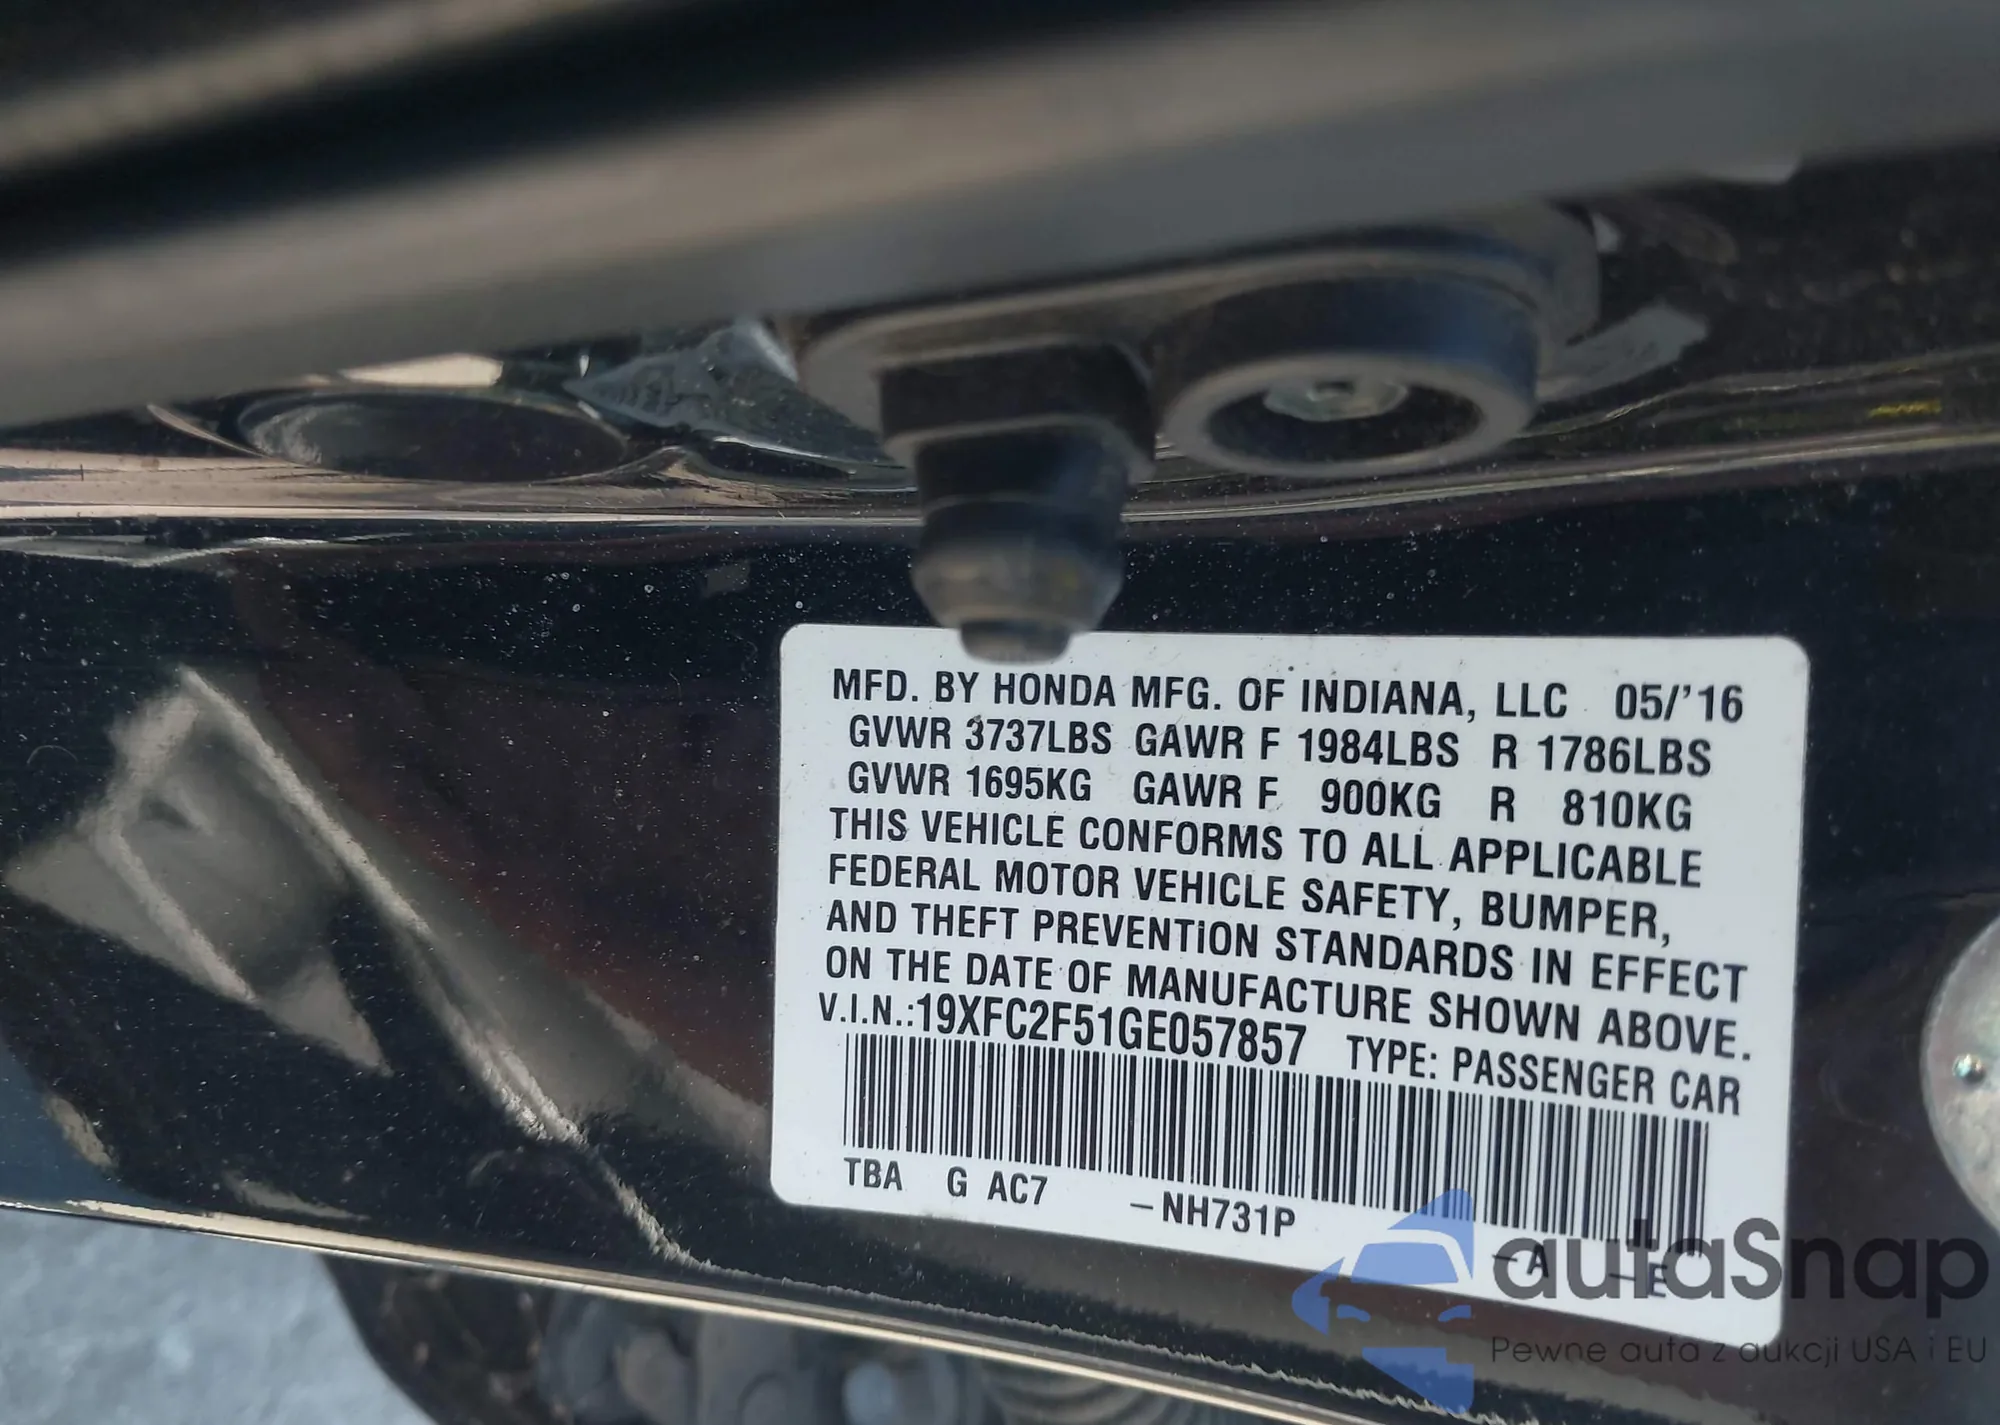 MFD. BY HONDA MFG. OF INDIANA, LLC 05/'16
GVWR 3737LBS GAWR F 1984LBS R 1786LBS
GVWR 1695KG GAWR F 900KG R 810KG
THIS VEHICLE CONFORMS TO ALL APPLICABLE
FEDERAL MOTOR VEHICLE SAFETY, BUMPER,
AND THEFT PREVENTION STANDARDS IN EFFECT
ON THE DATE OF MANUFACTURE SHOWN ABOVE.
V.I.N.:19XFC2F51GE057857 TYPE: PASSENGER CAR
TBA G AC7 -NH731P -A -E
autaSnap
Pewne auta z aukcji USA i EU